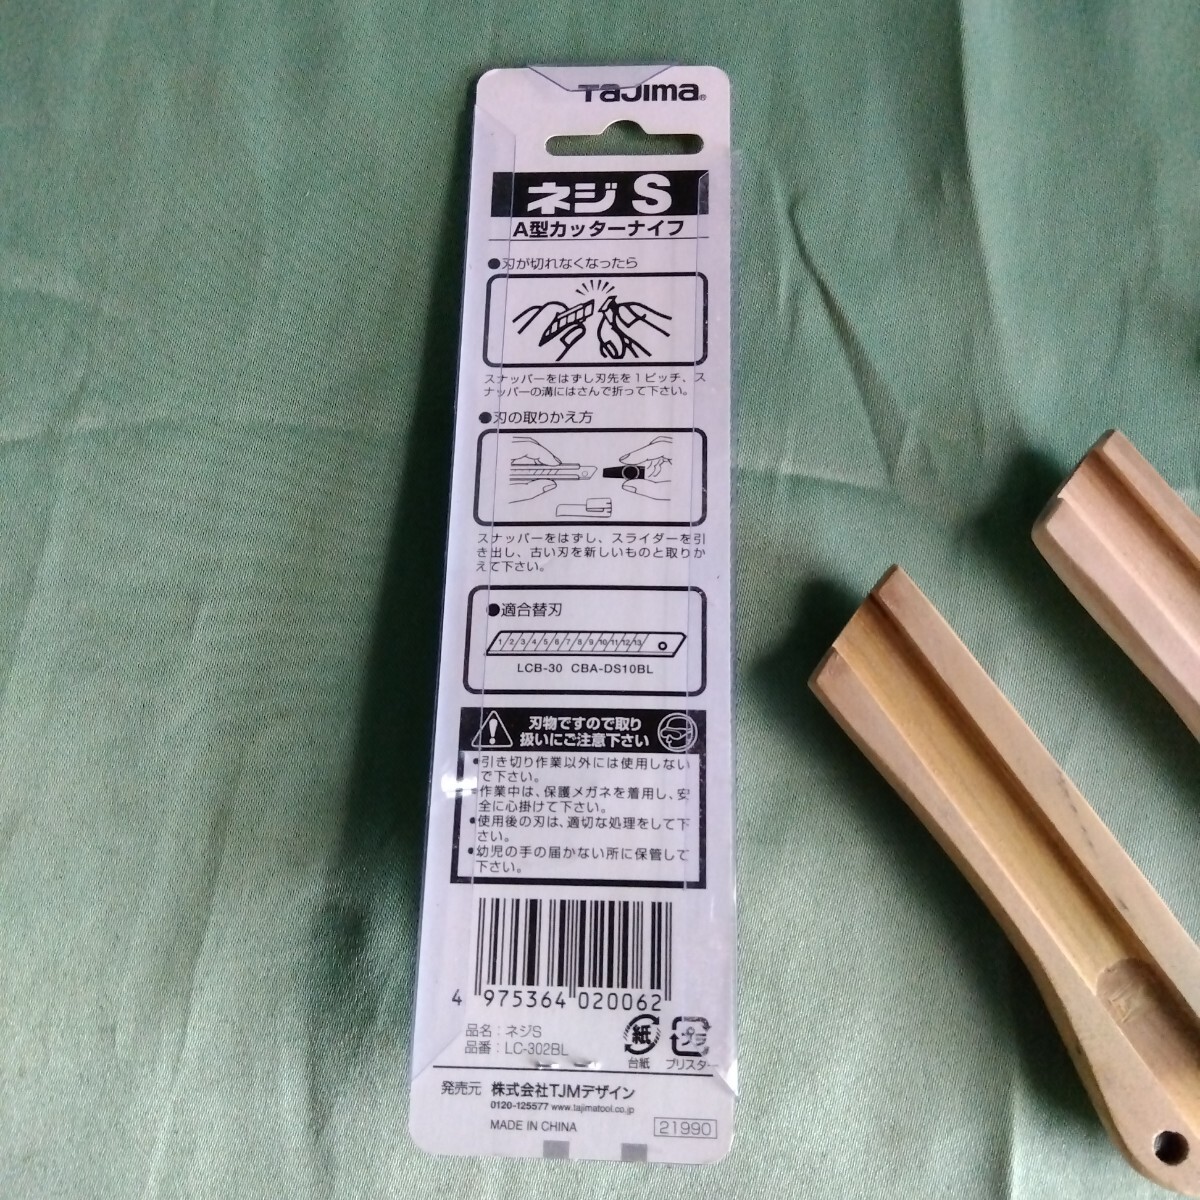 TaJima®
ネジS
A型カッターナイフ
●刃が切れなくなったら
スナッパーをはずし刃先を1ピッチ、ス
ナッパーの溝にはさんで折って下さい。
●刃の取りかえ方
スナッパーをはずし、スライダーを引
き出し、古い刃を新しいものと取りか
えて下さい。
●適合替刃
1 2 3 4 5 6 7 8 9 10 11 12 13
LCB-30 CBA-DS10BL
刃物ですので取り
扱いにご注意下さい
•引き切り作業以外には使用しない
で下さい。
•作業中は、保護メガネを着用し、安
全に心掛けて下さい。
•使用後の刃は、適切な処理をして下
さい。
•幼児の手の届かない所に保管して
下さい。
4 975364 020062
品名：ネジS
品番：LC-302BL
紙
台紙
プラ
ブリスター
発売元 株式会社TJMデザイン
0120-125577 www.tajimatool.co.jp
MADE IN CHINA
21990